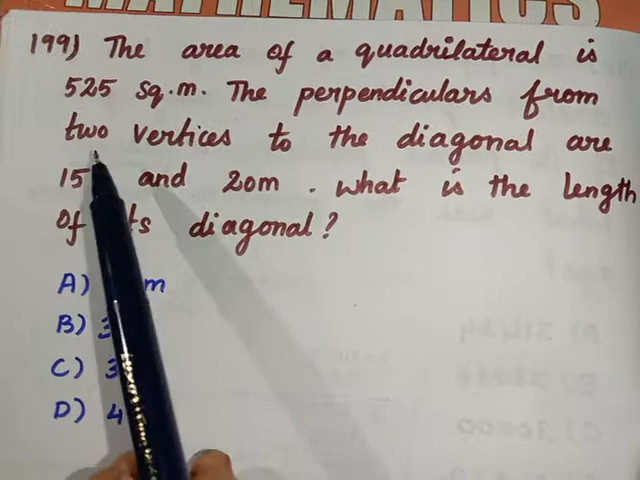 MATHEMATICS
199) The area of a quadrilateral is
525 sq.m. The perpendiculars from
two vertices to the diagonal are
15 and 20m. What is the length
of diagonal?
A) m
B) 3
C) 3
D) 4